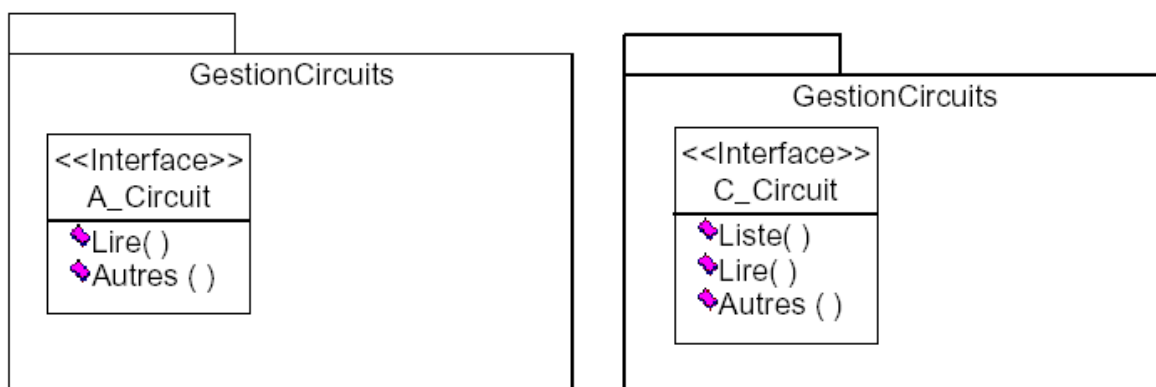 GestionCircuits
<<Interface>>
A_Circuit
Lire( )
Autres ( )
GestionCircuits
<<Interface>>
C_Circuit
Liste( )
Lire( )
Autres ( )